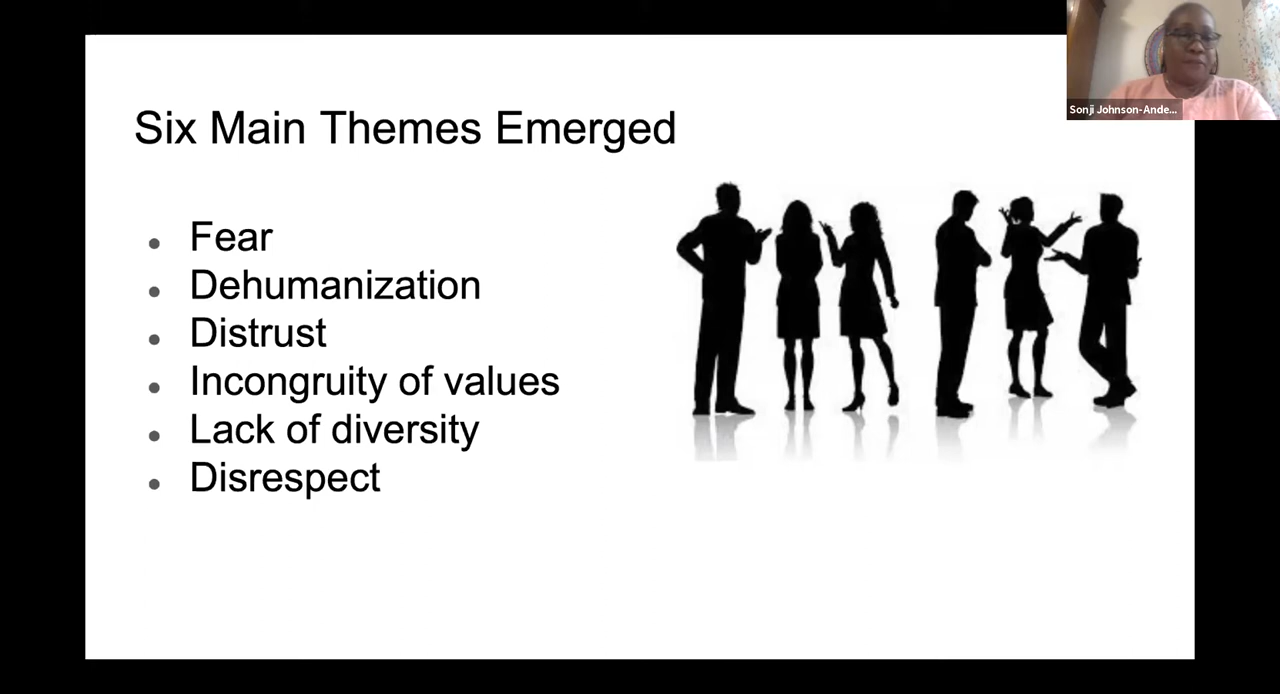 Six Main Themes Emerged
Fear
Dehumanization
Distrust
Incongruity of values
Lack of diversity
Disrespect
Sonji Johnson-Ande...